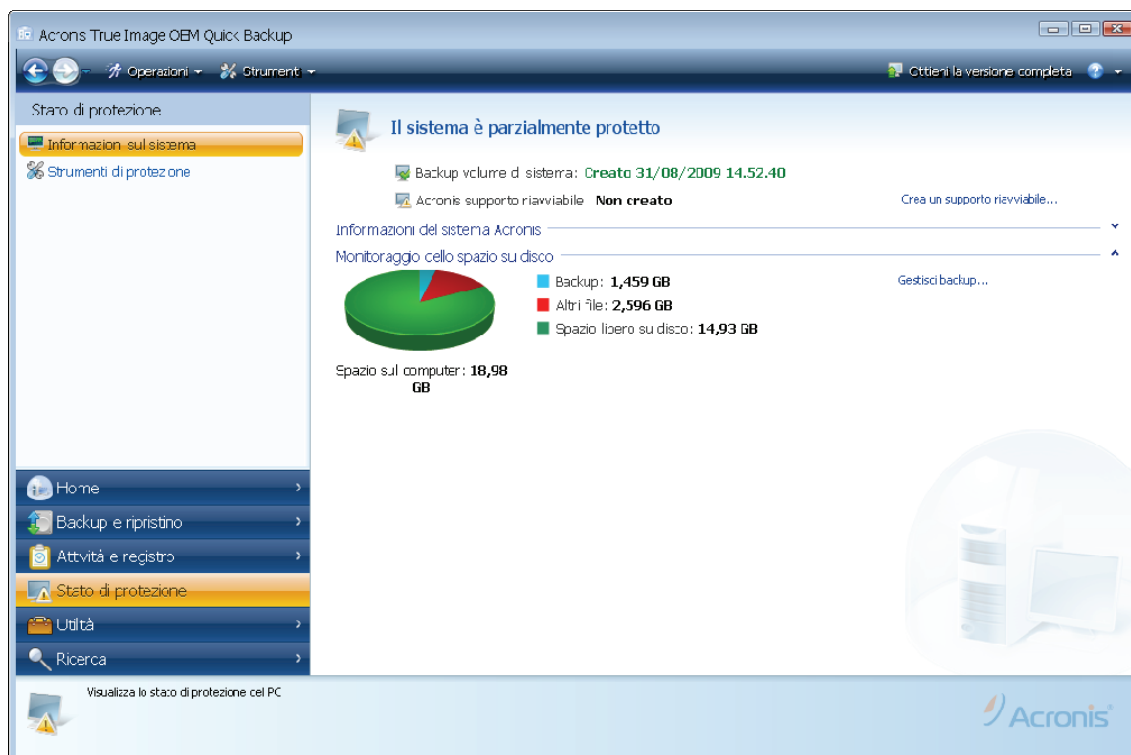 Acronis True Image OEM Quick Backup
Operazioni
Strumenti
Ottieni la versione completa
Stato di protezione
Informazioni sul sistema
Strumenti di protezione
Il sistema è parzialmente protetto
Backup volume di sistema: Creato 31/08/2009 14.52.40
Acronis supporto riavviabile Non creato
Crea un supporto riavviabile...
Informazioni del sistema Acronis
Monitoraggio dello spazio su disco
Backup: 1,459 GB
Gestisci backup...
Altri file: 2,596 GB
Spazio libero su disco: 14,93 GB
Spazio sul computer: 18,98
GB
Home
Backup e ripristino
Attività e registro
Stato di protezione
Utilità
Ricerca
Visualizza lo stato di protezione del PC
Acronis